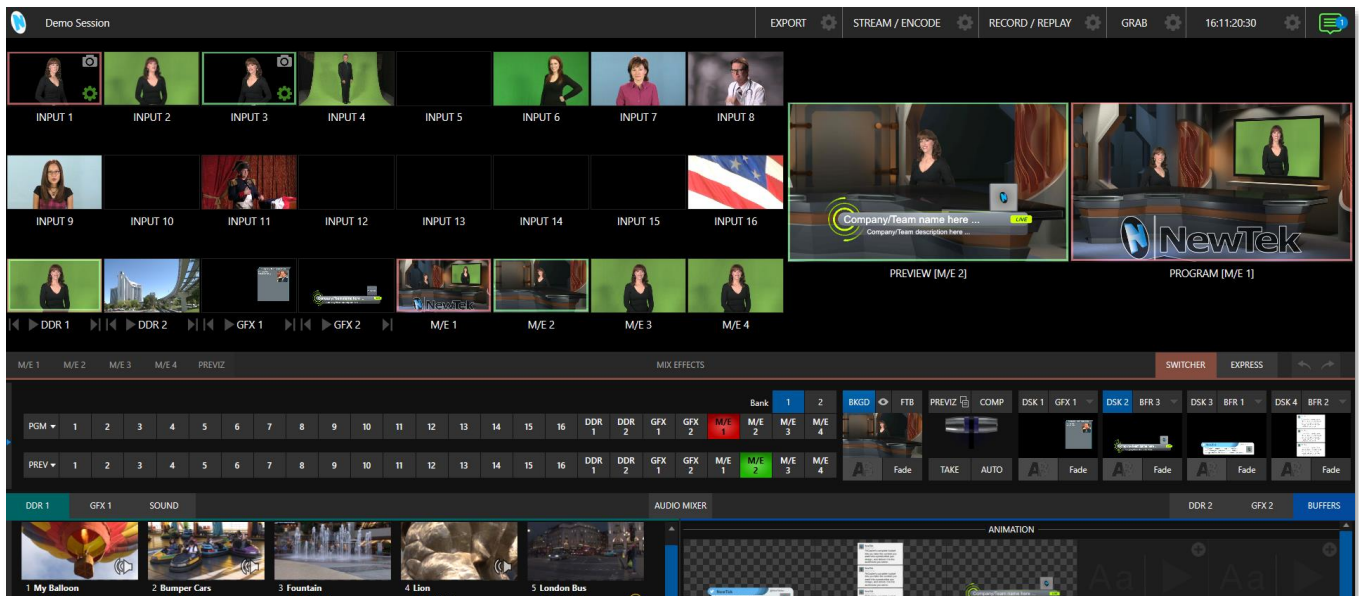 Demo Session EXPORT STREAM / ENCODE RECORD / REPLAY GRAB 16:11:20:30 1
INPUT 1 INPUT 2 INPUT 3 INPUT 4 INPUT 5 INPUT 6 INPUT 7 INPUT 8
INPUT 9 INPUT 10 INPUT 11 INPUT 12 INPUT 13 INPUT 14 INPUT 15 INPUT 16
Company/Team name here ... LIVE
Company/Team description here ...
NewTek
PREVIEW [M/E 2] PROGRAM [M/E 1]
NewTek
DDR 1 DDR 2 GFX 1 GFX 2 M/E 1 M/E 2 M/E 3 M/E 4
M/E 1 M/E 2 M/E 3 M/E 4 PREVIZ MIX EFFECTS SWITCHER EXPRESS
Bank 1 2 BKGD FTB PREVIZ COMP DSK 1 GFX 1 DSK 2 BFR 3 DSK 3 BFR 1 DSK 4 BFR 2
PGM 1 2 3 4 5 6 7 8 9 10 11 12 13 14 15 16 DDR 1 DDR 2 GFX 1 GFX 2 M/E 1 M/E 2 M/E 3 M/E 4
PREV 1 2 3 4 5 6 7 8 9 10 11 12 13 14 15 16 DDR 1 DDR 2 GFX 1 GFX 2 M/E 1 M/E 2 M/E 3 M/E 4
Fade TAKE AUTO Fade Fade Fade Fade
DDR 1 GFX 1 SOUND AUDIO MIXER DDR 2 GFX 2 BUFFERS
ANIMATION
1 My Balloon 2 Bumper Cars 3 Fountain 4 Lion 5 London Bus
NewTek
Company/Team name here ...